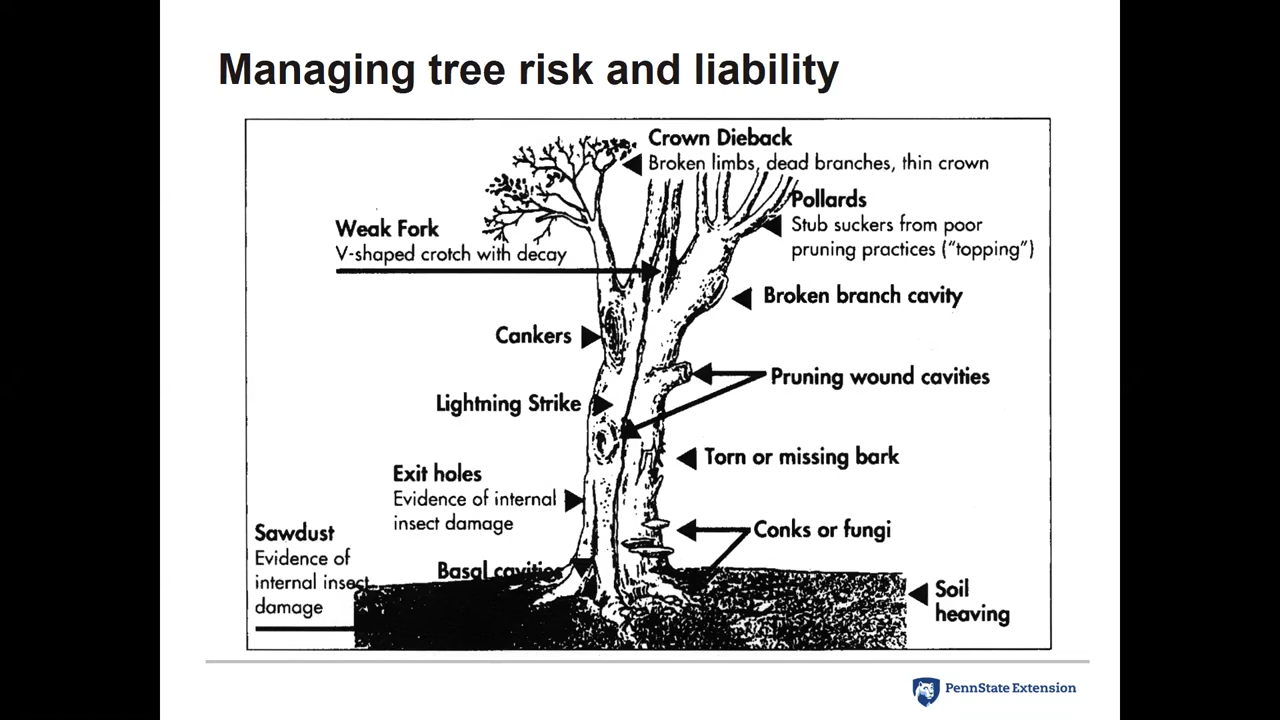 Managing tree risk and liability
Crown Dieback
Broken limbs, dead branches, thin crown
Pollards
Stub suckers from poor
pruning practices (“topping”)
Weak Fork
V-shaped crotch with decay
Broken branch cavity
Cankers
Pruning wound cavities
Lightning Strike
Torn or missing bark
Exit holes
Evidence of internal
insect damage
Conks or fungi
Sawdust
Evidence of
internal insect
damage
Basal cavities
Soil
heaving
PennState Extension